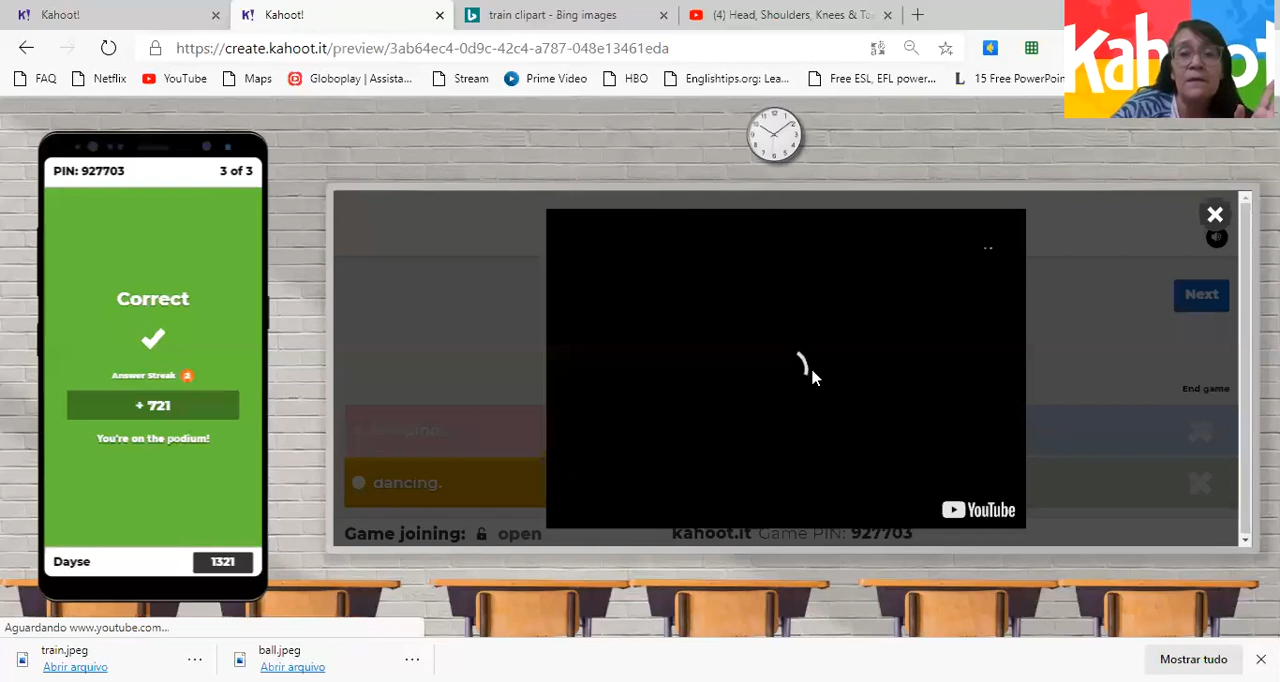 Kahoot!
Kahoot!
train clipart - Bing images
(4) Head, Shoulders, Knees & To
https://create.kahoot.it/preview/3ab64ec4-0d9c-42c4-a787-048e13461eda
FAQ
Netflix
YouTube
Maps
Globoplay | Assista...
Stream
Prime Video
HBO
Englishtips.org: Lea...
Free ESL, EFL power...
15 Free PowerPoin
Kahoot
PIN: 927703
3 of 3
Correct
Answer Streak 2
+ 721
You're on the podium!
Dayse
1321
Next
End game
dancing.
YouTube
Game joining: open
kahoot.it Game PIN: 927703
Aguardando www.youtube.com...
train.jpeg
Abrir arquivo
ball.jpeg
Abrir arquivo
Mostrar tudo